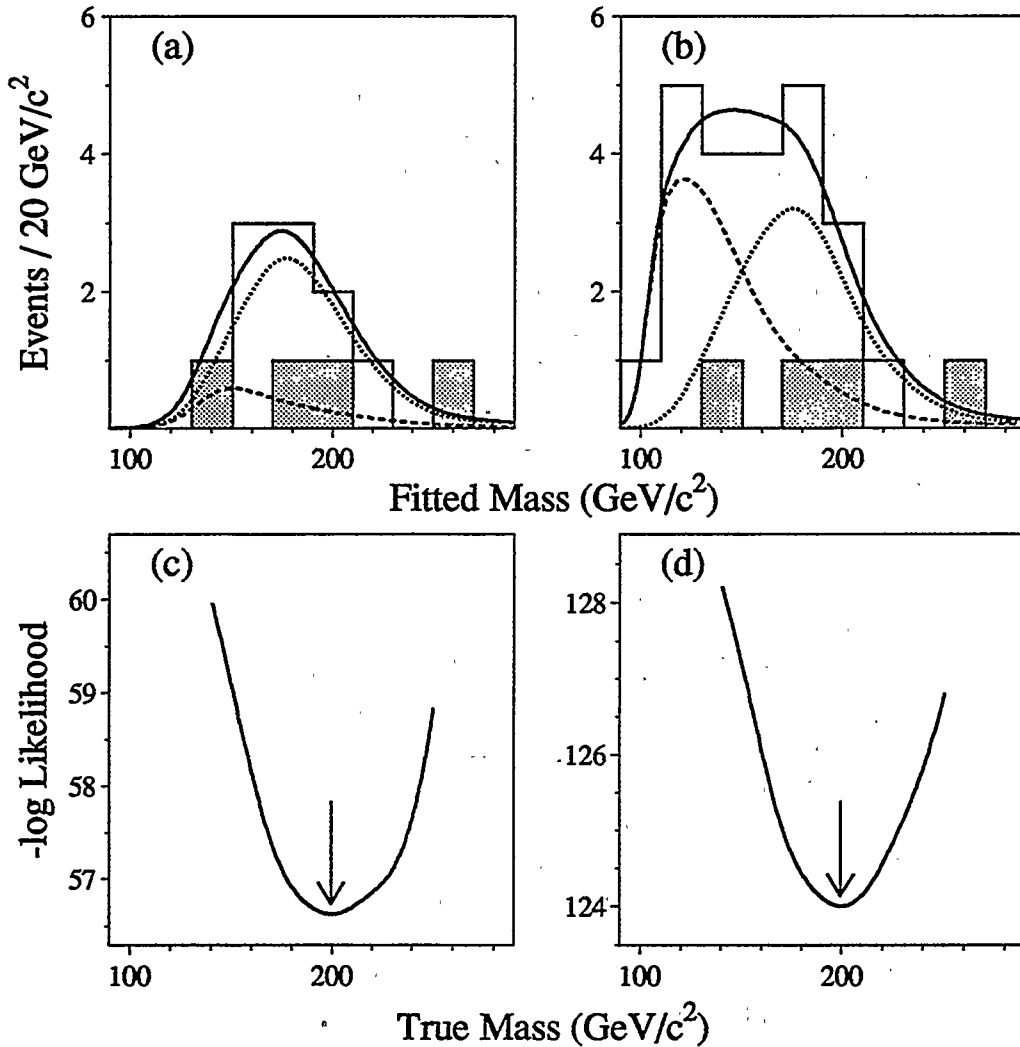 6
(a)
4
2
Events / 20 GeV/c²
100
200
6
(b)
4
2
100
200
Fitted Mass (GeV/c²)
(c)
60
59
58
57
-log Likelihood
100
200
(d)
128
126
124
100
200
True Mass (GeV/c²)